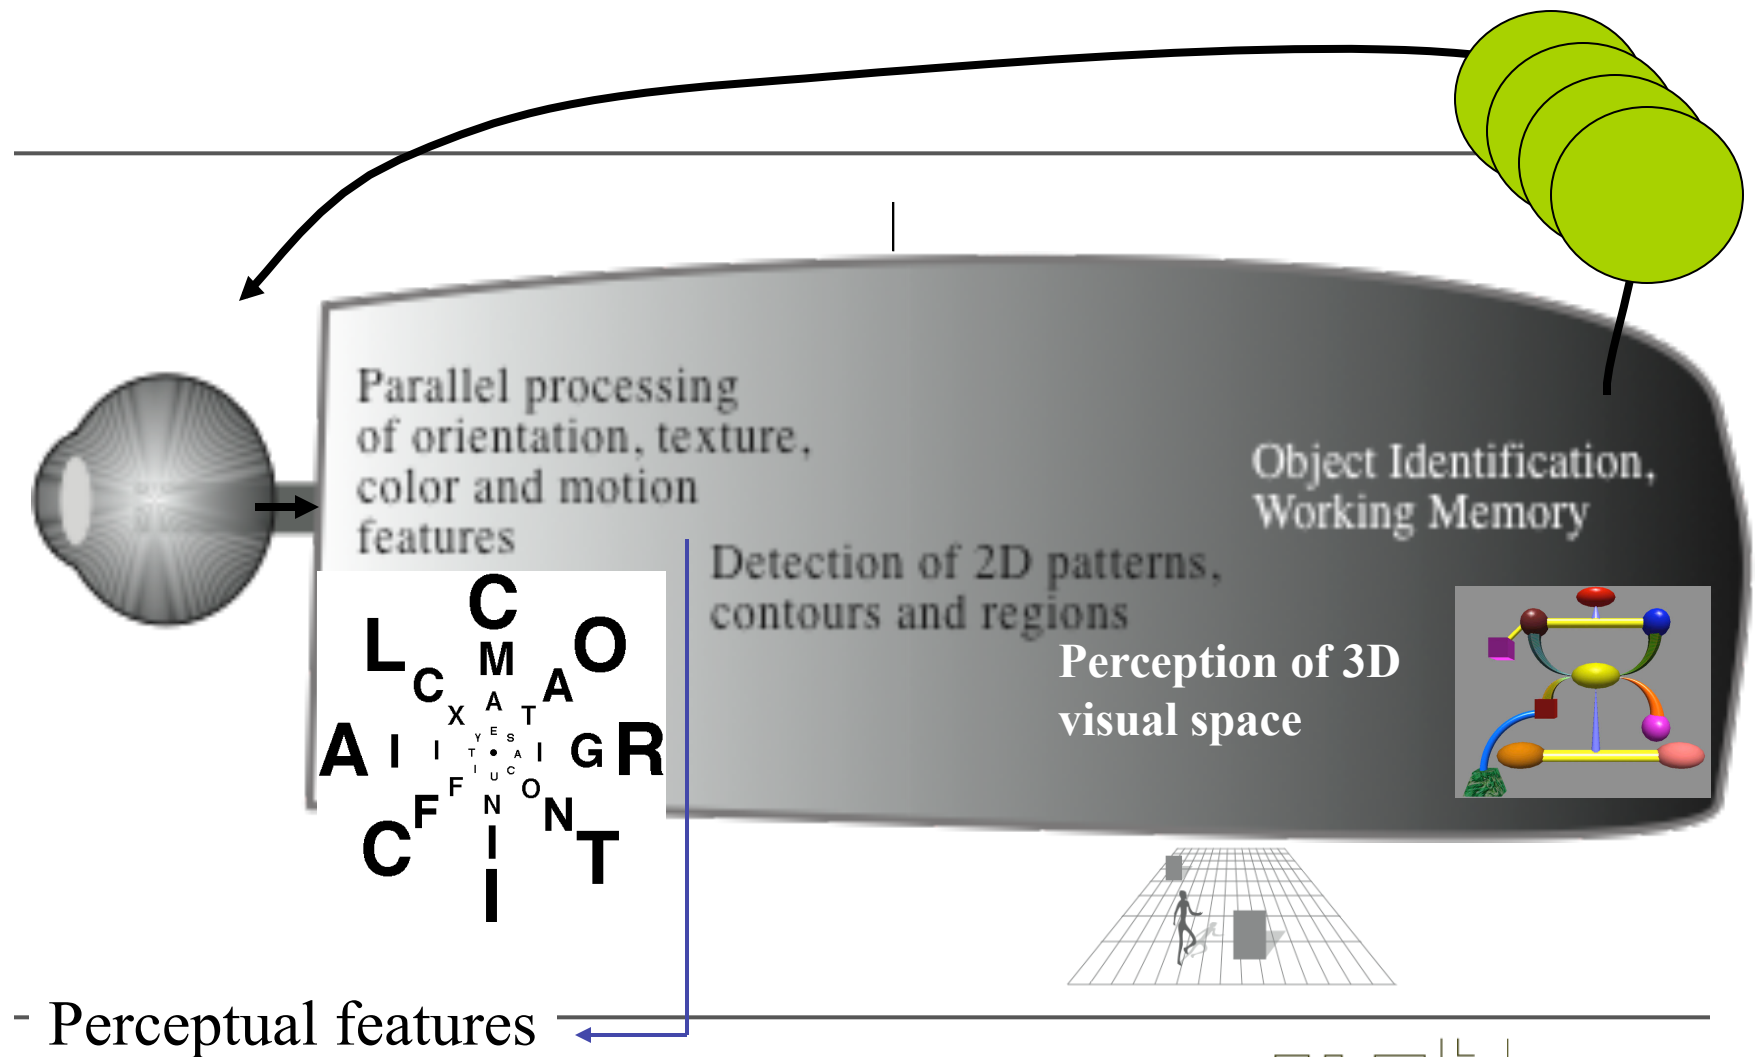 Parallel processing
of orientation, texture,
color and motion
features
Detection of 2D patterns,
contours and regions
Object Identification,
Working Memory
Perception of 3D
visual space
C
L O
M
C A
A
X T
E
Y S
A I I T A I G R
I U C
F O
N
F N
I
C T
I
Perceptual features